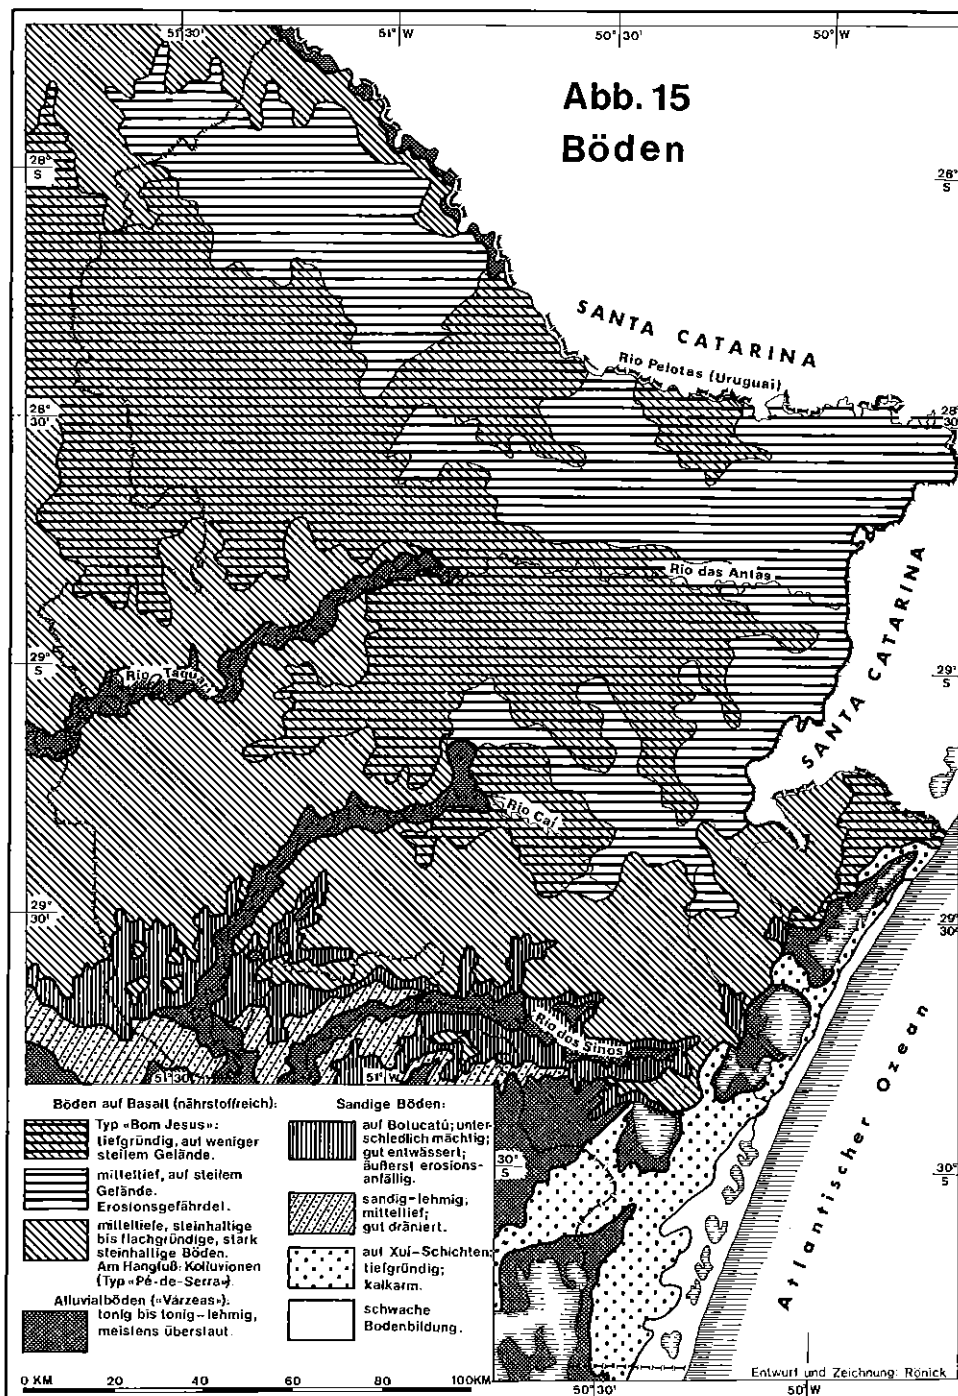 51°30'
51°W
50°30'
50°W
Abb. 15
Böden
28°
S
28°
S
SANTA CATARINA
Rio Pelotas (Uruguai)
28°
30'
28°
30'
Rio das Antas
SANTA CATARINA
29°
S
29°
S
Rio Taquari
Rio Caí
29°
30'
30°
Rio dos Sinos
Atlantischer Ozean
51°30'
51°W
30°
S
30°
S
Böden auf Basalt (nährstoffreich):
Typ «Bom Jesus»:
tiefgründig, auf weniger
steilem Gelände.
mitteltief, auf steilem
Gelände.
Erosionsgefährdet.
mitteltiefe, steinhaltige
bis flachgründige, stark
steinhaltige Böden.
Am Hangfuß: Kolluvionen
(Typ «Pé-de-Serra»)
Alluvialböden («Várzeas»):
tonig bis tonig-lehmig,
meistens überstaut.
Sandige Böden:
auf Botucatú; unter-
schiedlich mächtig;
gut entwässert;
äußerst erosions-
anfällig.
sandig-lehmig;
mitteltief;
gut dräniert.
auf Xuí-Schichten:
tiefgründig;
kalkarm.
schwache
Bodenbildung.
0 KM 20 40 60 80 100KM
50°30'
50°W
Entwurf und Zeichnung: Rönick